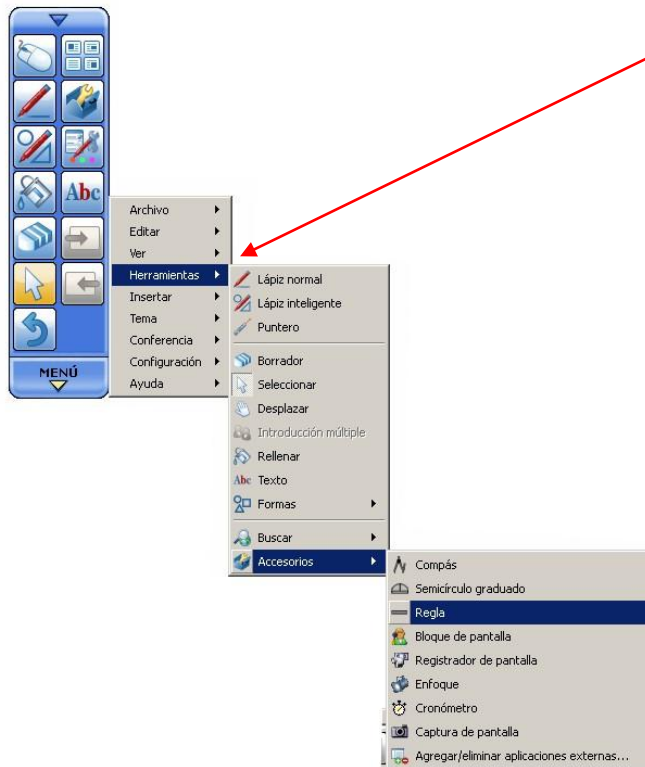 Abc
MENÚ
Archivo
Editar
Ver
Herramientas
Insertar
Tema
Conferencia
Configuración
Ayuda
Lápiz normal
Lápiz inteligente
Puntero
Borrador
Seleccionar
Desplazar
Introducción múltiple
Rellenar
Abc Texto
Formas
Buscar
Accesorios
Compás
Semicírculo graduado
Regla
Bloque de pantalla
Registrador de pantalla
Enfoque
Cronómetro
Captura de pantalla
Agregar/eliminar aplicaciones externas...